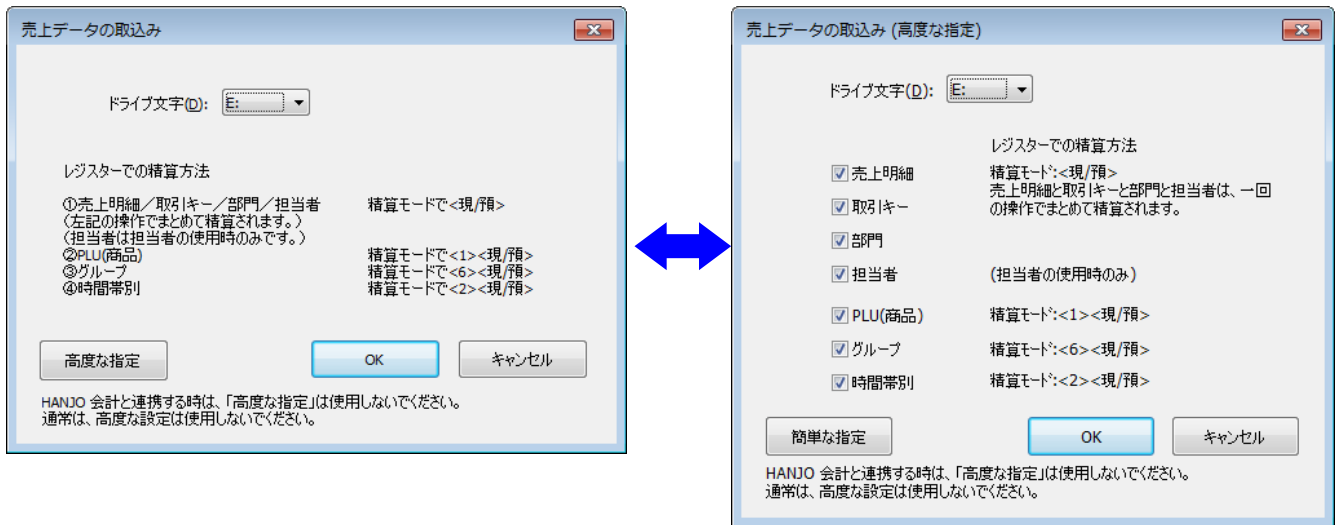 売上データの取込み
ドライブ文字(D): E:
レジスターでの精算方法
①売上明細／取引キー／部門／担当者 精算モードで<現/預>
(左記の操作でまとめて精算されます。)
(担当者は担当者の使用時のみです。)
②PLU(商品) 精算モードで<1><現/預>
③グループ 精算モードで<6><現/預>
④時間帯別 精算モードで<2><現/預>
高度な指定 OK キャンセル
HANJO 会計と連携する時は、「高度な指定」は使用しないでください。
通常は、高度な設定は使用しないでください。
売上データの取込み (高度な指定)
ドライブ文字(D): E:
レジスターでの精算方法
売上明細 精算モード:<現/預>
売上明細と取引キーと部門と担当者は、一回
取引キー の操作でまとめて精算されます。
部門
担当者 (担当者の使用時のみ)
PLU(商品) 精算モード:<1><現/預>
グループ 精算モード:<6><現/預>
時間帯別 精算モード:<2><現/預>
簡単な指定 OK キャンセル
HANJO 会計と連携する時は、「高度な指定」は使用しないでください。
通常は、高度な設定は使用しないでください。